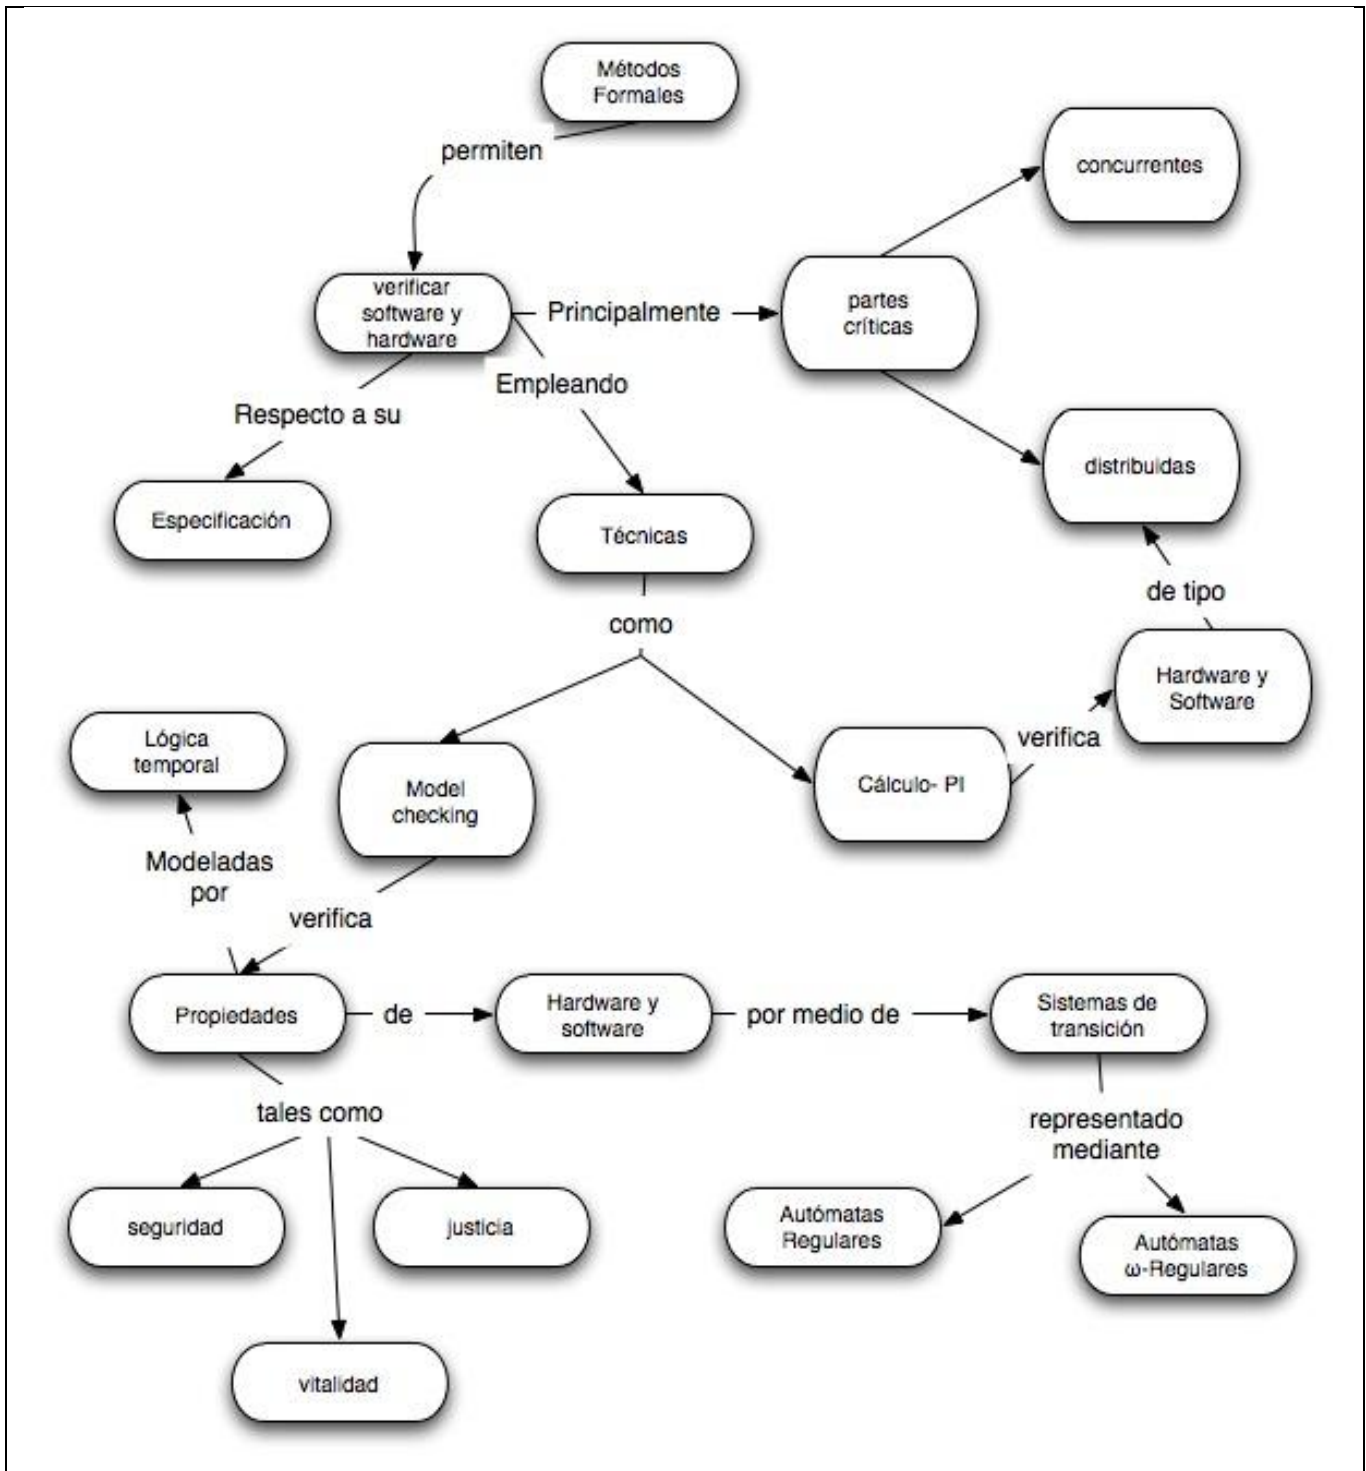 Métodos
Formales
permiten
concurrentes
verificar
software y
hardware
Principalmente
partes
críticas
Empleando
Respecto a su
distribuidas
Especificación
Técnicas
de tipo
como
Hardware y
Software
Lógica
temporal
verifica
Model
checking
Cálculo- PI
Modeladas
por
verifica
Propiedades
de
Hardware y
software
por medio de
Sistemas de
transición
tales como
representado
mediante
seguridad
justicia
Autómatas
Regulares
Autómatas
ω-Regulares
vitalidad